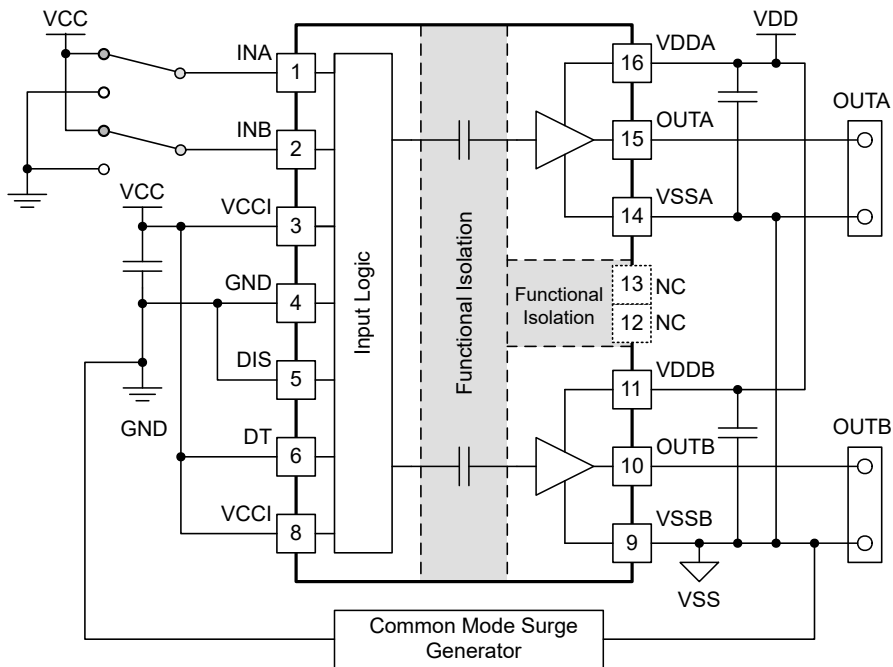 VCC
VDD
INA
1
16
VDDA
OUTA
INB
2
15
OUTA
VCC
VCCI
3
14
VSSA
GND
4
Input Logic
Functional Isolation
Functional
Isolation
13
NC
12
NC
DIS
5
11
VDDB
GND
DT
6
10
OUTB
OUTB
VCCI
8
9
VSSB
VSS
Common Mode Surge
Generator